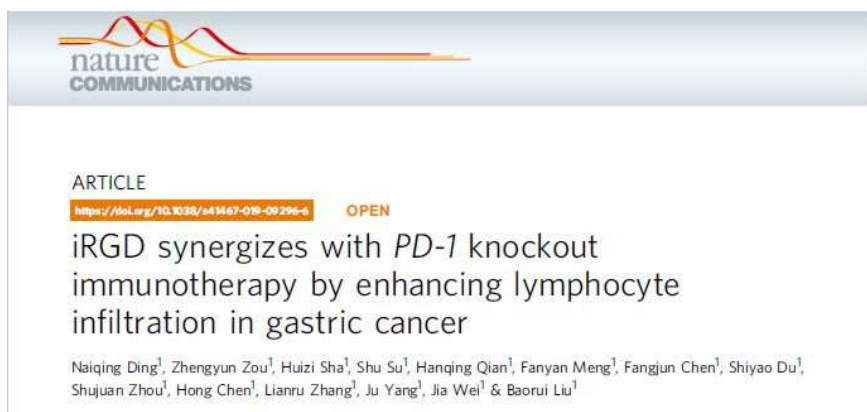 nature
COMMUNICATIONS
ARTICLE
https://doi.org/10.1038/s41467-019-09296-6 OPEN
iRGD synergizes with PD-1 knockout
immunotherapy by enhancing lymphocyte
infiltration in gastric cancer
Naiqing Ding1, Zhengyun Zou1, Huizi Sha1, Shu Su1, Hanqing Qian1, Fanyan Meng1, Fangjun Chen1, Shiyao Du1,
Shujuan Zhou1, Hong Chen1, Lianru Zhang1, Ju Yang1, Jia Wei1 & Baorui Liu1